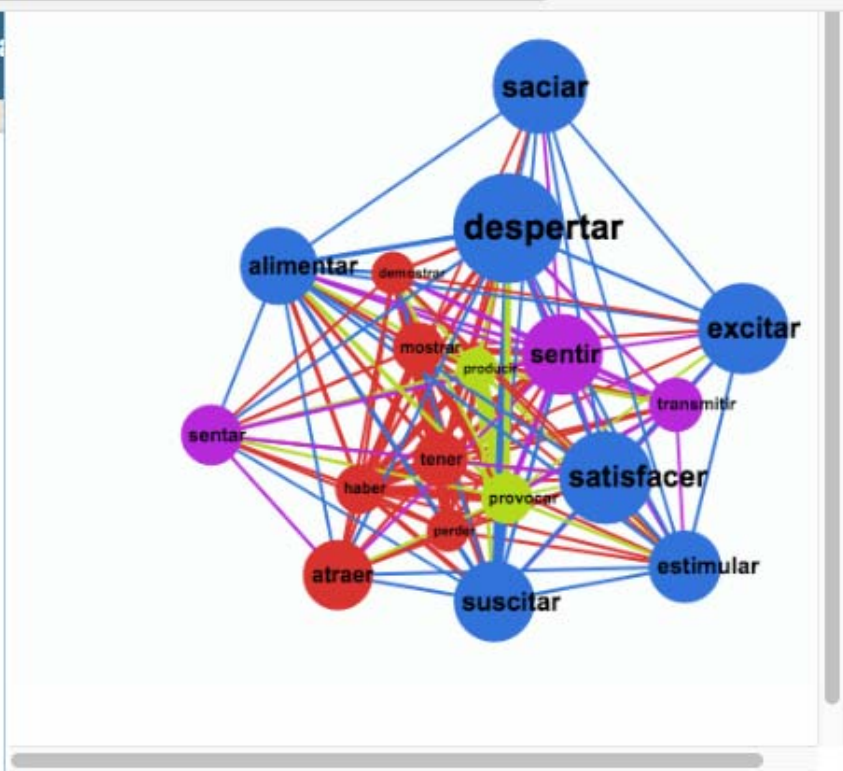 saciar
despertar
alimentar
demostrar
excitar
mostrar
sentir
producir
transmitir
sentar
tener
satisfacer
haber
provocar
perder
estimular
atraer
suscitar